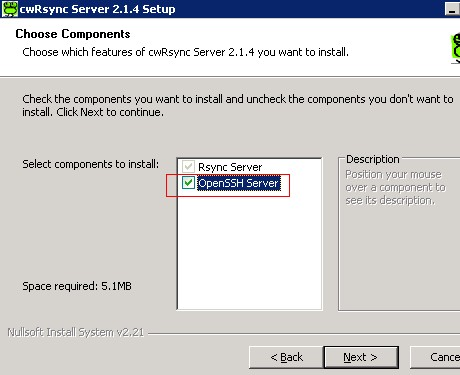 cwRsync Server 2.1.4 Setup
Choose Components
Choose which features of cwRsync Server 2.1.4 you want to install.
Check the components you want to install and uncheck the components you don't want to
install. Click Next to continue.
Select components to install:
Rsync Server
OpenSSH Server
Description
Position your mouse
over a component to
see its description.
Space required: 5.1MB
Nullsoft Install System v2.21
< Back
Next >
Cance